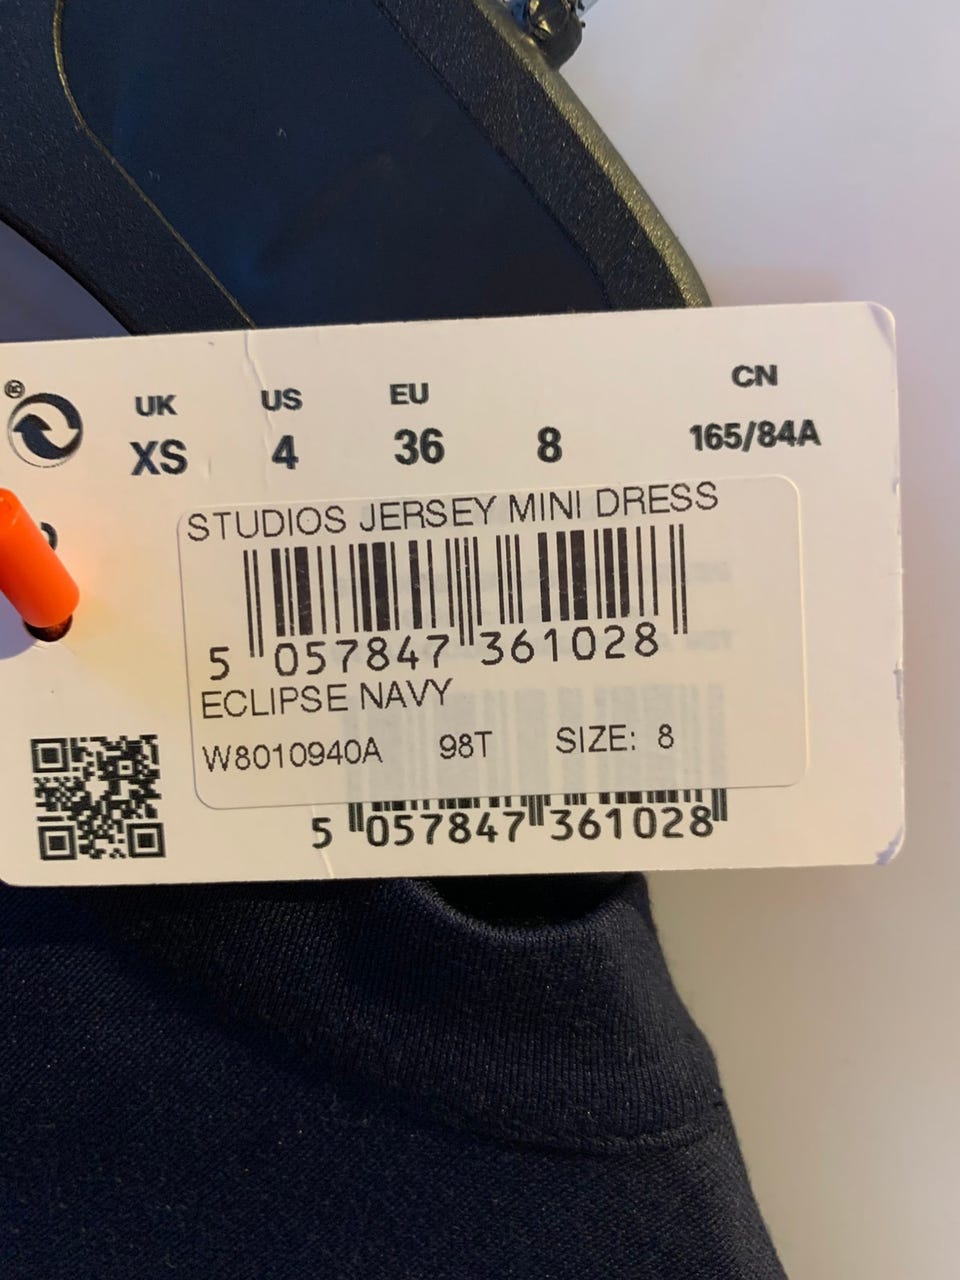 ®
UK US EU CN
XS 4 36 8 165/84A
STUDIOS JERSEY MINI DRESS
5 057847 361028
ECLIPSE NAVY
W8010940A 98T SIZE: 8
5 057847 361028